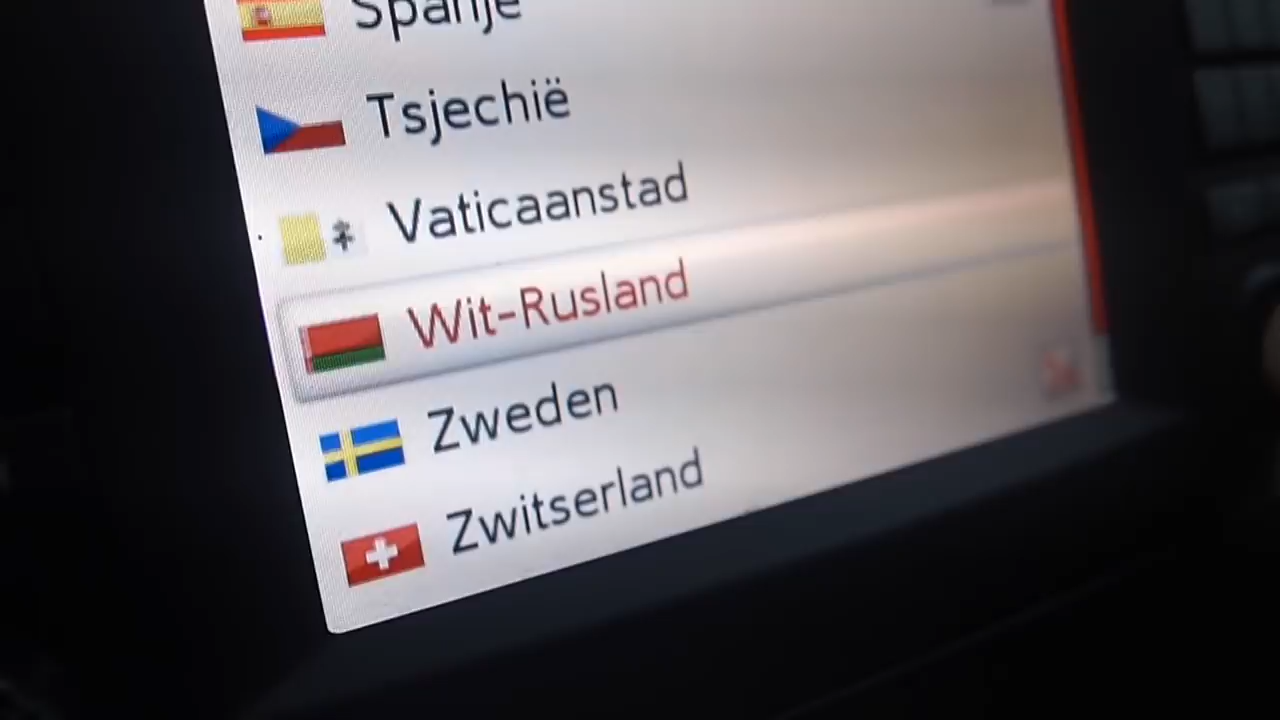 Spanje
Tsjechië
Vaticaanstad
Wit-Rusland
Zweden
Zwitserland